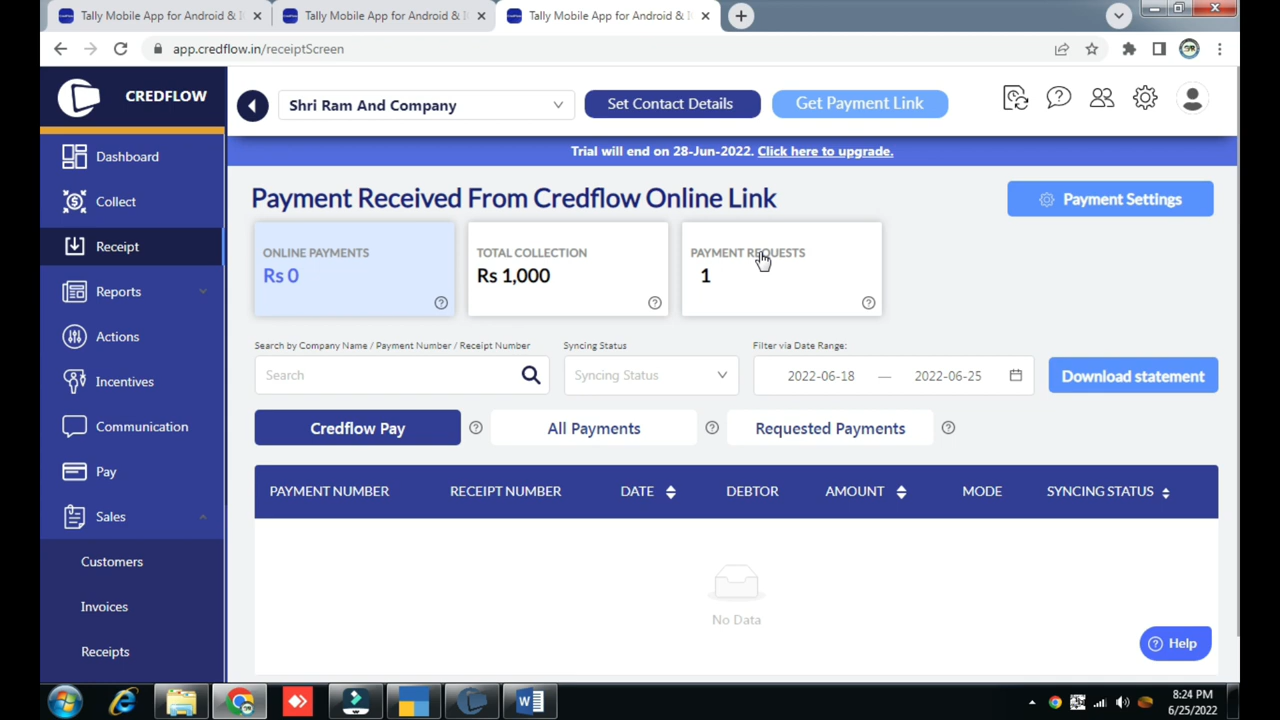 Tally Mobile App for Android & I
Tally Mobile App for Android & I
Tally Mobile App for Android & I
app.credflow.in/receiptScreen
CREDFLOW
Shri Ram And Company
Set Contact Details
Get Payment Link
Trial will end on 28-Jun-2022. Click here to upgrade.
Dashboard
Collect
Receipt
Reports
Actions
Incentives
Communication
Pay
Sales
Customers
Invoices
Receipts
Payment Received From Credflow Online Link
Payment Settings
ONLINE PAYMENTS
Rs 0
TOTAL COLLECTION
Rs 1,000
PAYMENT REQUESTS
1
Search by Company Name / Payment Number / Receipt Number
Search
Syncing Status
Syncing Status
Filter via Date Range:
2022-06-18 — 2022-06-25
Download statement
Credflow Pay
All Payments
Requested Payments
PAYMENT NUMBER RECEIPT NUMBER DATE DEBTOR AMOUNT MODE SYNCING STATUS
No Data
Help
8:24 PM
6/25/2022